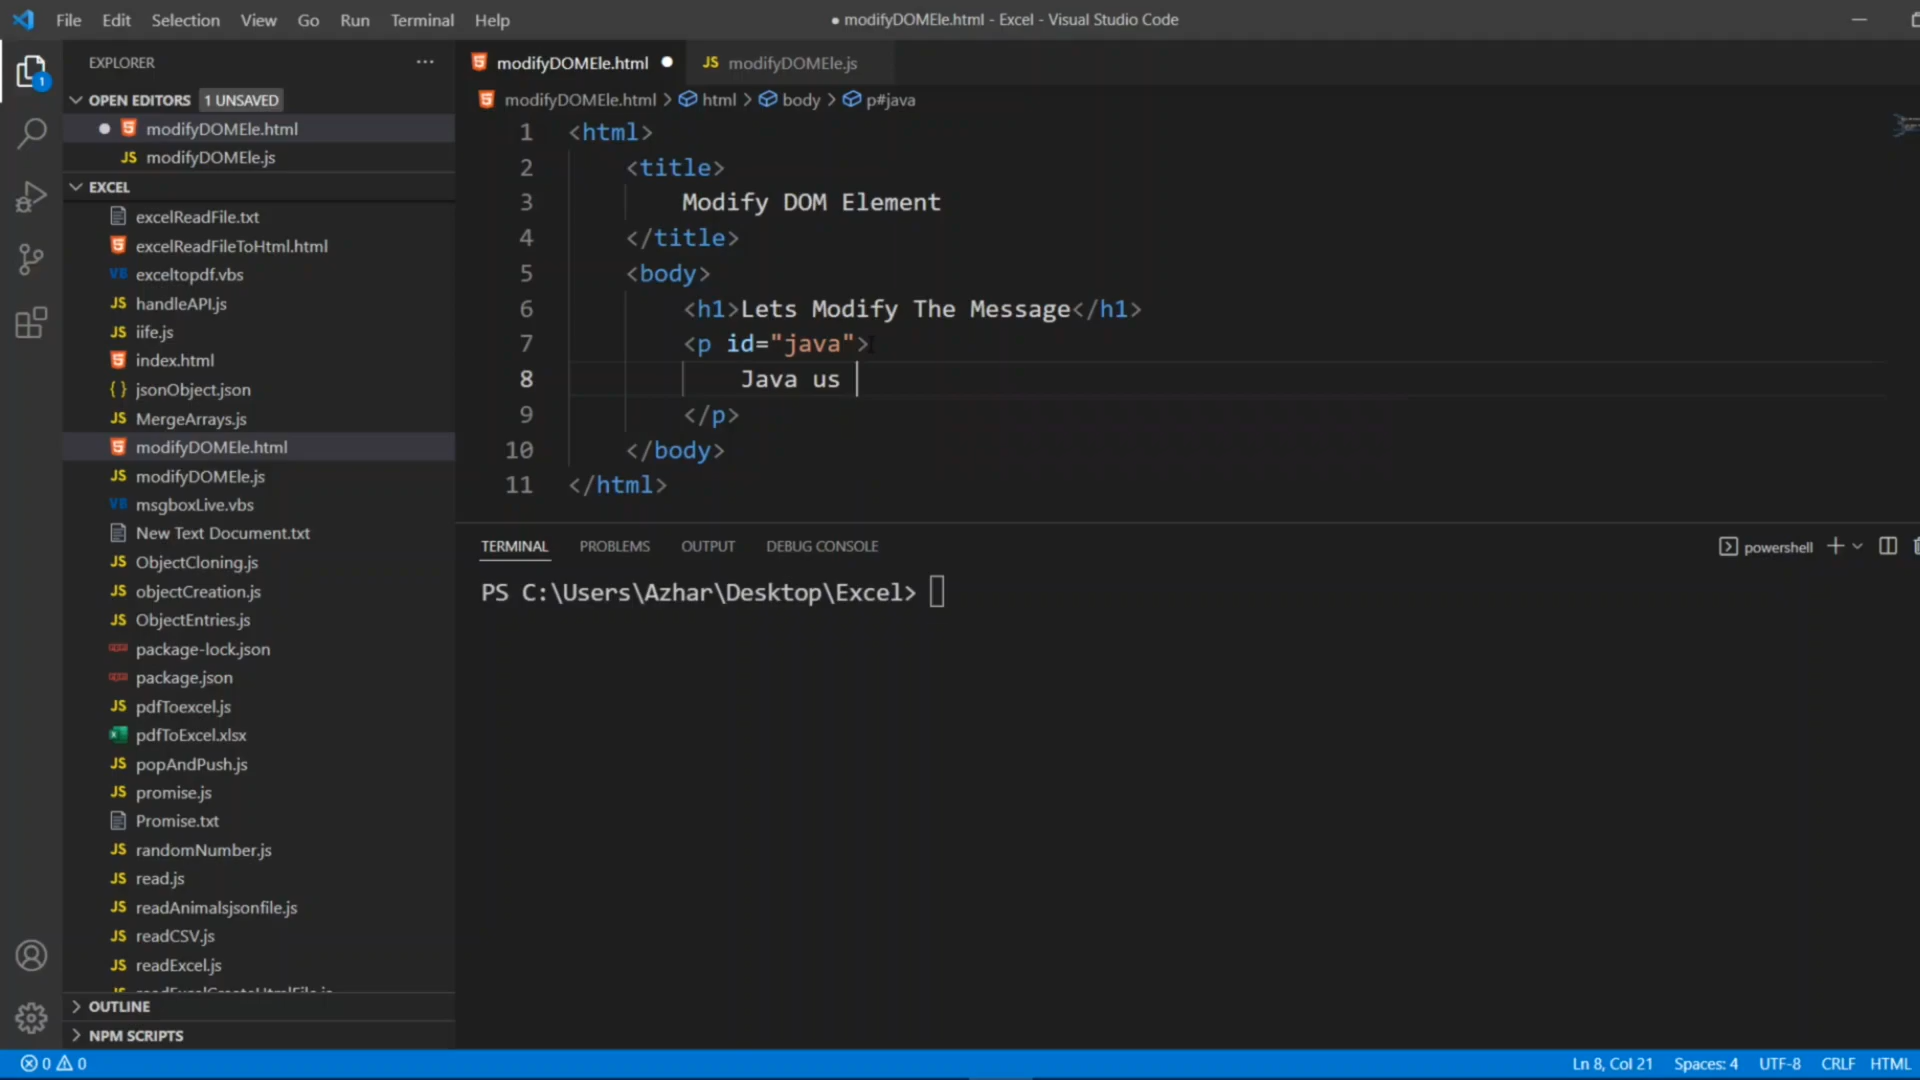 File Edit Selection View Go Run Terminal Help
● modifyDOMEle.html - Excel - Visual Studio Code
1
EXPLORER
OPEN EDITORS 1 UNSAVED
modifyDOMEle.html
JS modifyDOMEle.js
EXCEL
excelReadFile.txt
excelReadFileToHtml.html
VB exceltopdf.vbs
JS handleAPI.js
JS iife.js
index.html
{} jsonObject.json
JS MergeArrays.js
modifyDOMEle.html
JS modifyDOMEle.js
VB msgboxLive.vbs
New Text Document.txt
JS ObjectCloning.js
JS objectCreation.js
JS ObjectEntries.js
package-lock.json
package.json
JS pdfToexcel.js
pdfToExcel.xlsx
JS popAndPush.js
JS promise.js
Promise.txt
JS randomNumber.js
JS read.js
JS readAnimalsjsonfile.js
JS readCSV.js
JS readExcel.js
OUTLINE
NPM SCRIPTS
modifyDOMEle.html
JS modifyDOMEle.js
modifyDOMEle.html > html > body > p#java
1 <html>
2 <title>
3 Modify DOM Element
4 </title>
5 <body>
6 <h1>Lets Modify The Message</h1>
7 <p id="java">
8 Java us
9 </p>
10 </body>
11 </html>
TERMINAL PROBLEMS OUTPUT DEBUG CONSOLE
powershell
PS C:\Users\Azhar\Desktop\Excel>
0 0
Ln 8, Col 21 Spaces: 4 UTF-8 CRLF HTML